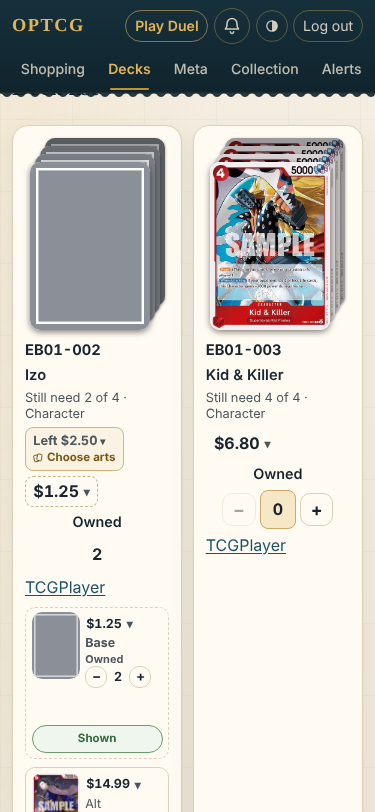 OPTCG
Play Duel
Log out
Shopping
Decks
Meta
Collection
Alerts
EB01-002
Izo
Still need 2 of 4 ·
Character
Left $2.50 ▾
Choose arts
$1.25 ▾
Owned
2
TCGPlayer
$1.25 ▾
Base
Owned
− 2 +
Shown
$14.99 ▾
Alt
SAMPLE
4
5000
SAMPLE
CHARACTER
Kid & Killer
EB01-003
Kid & Killer
Still need 4 of 4 ·
Character
$6.80 ▾
Owned
− 0 +
TCGPlayer